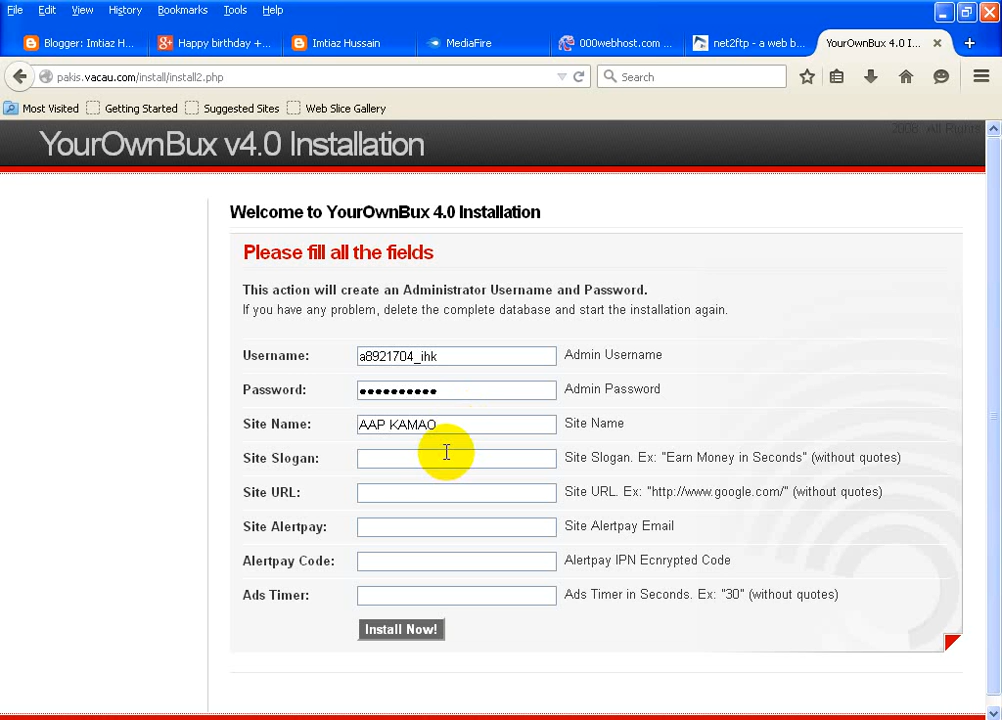 File Edit View History Bookmarks Tools Help
Blogger: Imtiaz H... Happy birthday +... Imtiaz Hussain MediaFire 000webhost.com ... net2ftp - a web b... YourOwnBux 4.0 I...
pakis.vacau.com/install/install2.php Search
Most Visited Getting Started Suggested Sites Web Slice Gallery
2008. All Rights
YourOwnBux v4.0 Installation
Welcome to YourOwnBux 4.0 Installation
Please fill all the fields
This action will create an Administrator Username and Password.
If you have any problem, delete the complete database and start the installation again.
Username: a8921704_ihk Admin Username
Password: •••••••••• Admin Password
Site Name: AAP KAMAO Site Name
Site Slogan: Site Slogan. Ex: "Earn Money in Seconds" (without quotes)
Site URL: Site URL. Ex: "http://www.google.com/" (without quotes)
Site Alertpay: Site Alertpay Email
Alertpay Code: Alertpay IPN Ecnrypted Code
Ads Timer: Ads Timer in Seconds. Ex: "30" (without quotes)
Install Now!